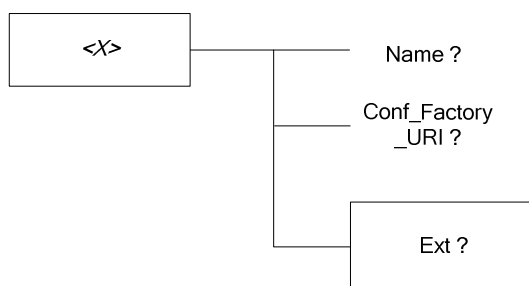 <X>
Name ?
Conf_Factory
_URI ?
Ext ?